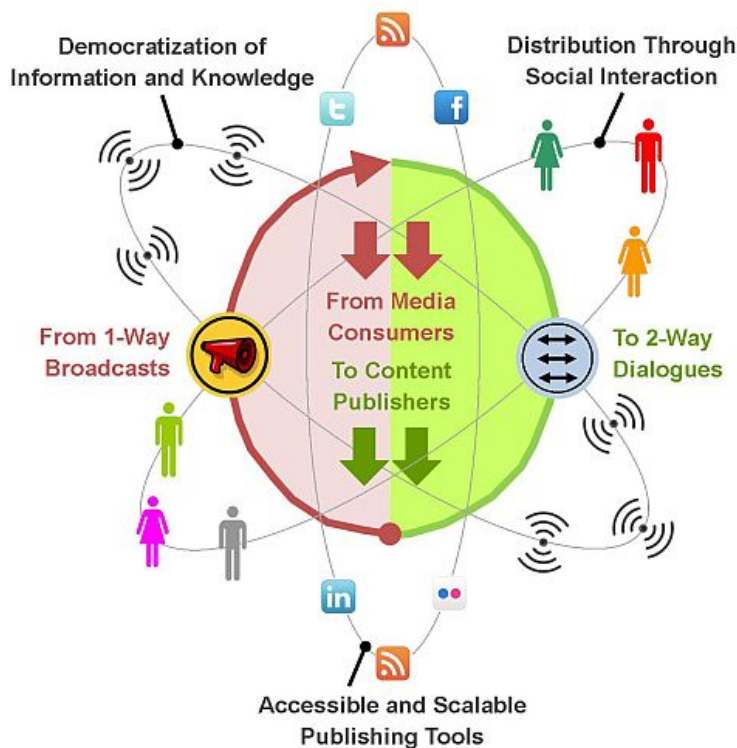 Democratization of
Information and Knowledge
Distribution Through
Social Interaction
t
f
From Media
Consumers
From 1-Way
Broadcasts
To 2-Way
Dialogues
To Content
Publishers
in
Accessible and Scalable
Publishing Tools